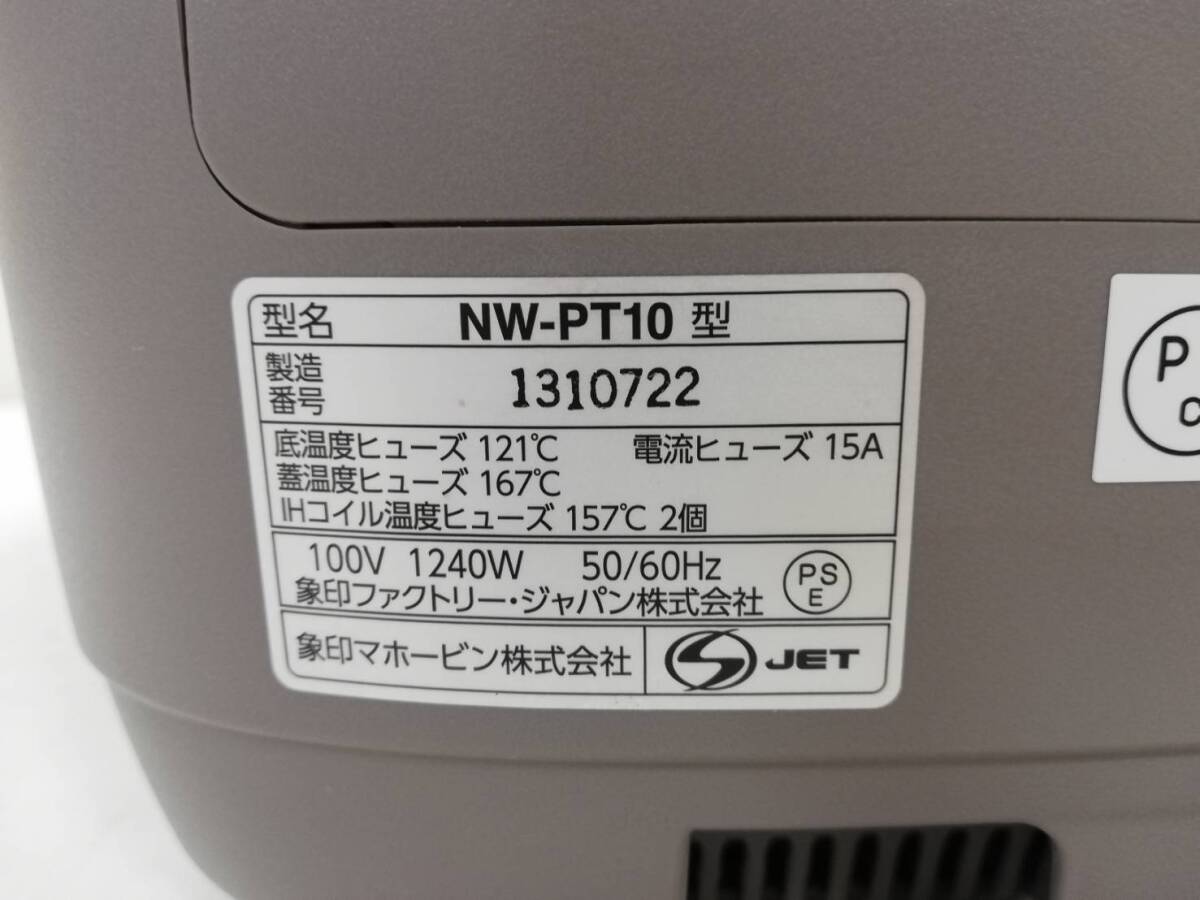 型名 NW-PT10 型
製造
番号
1310722
底温度ヒューズ 121℃ 電流ヒューズ 15A
蓋温度ヒューズ 167℃
IHコイル温度ヒューズ 157℃ 2個
100V 1240W 50/60Hz
象印ファクトリー・ジャパン株式会社
PS
E
象印マホービン株式会社
JET
P